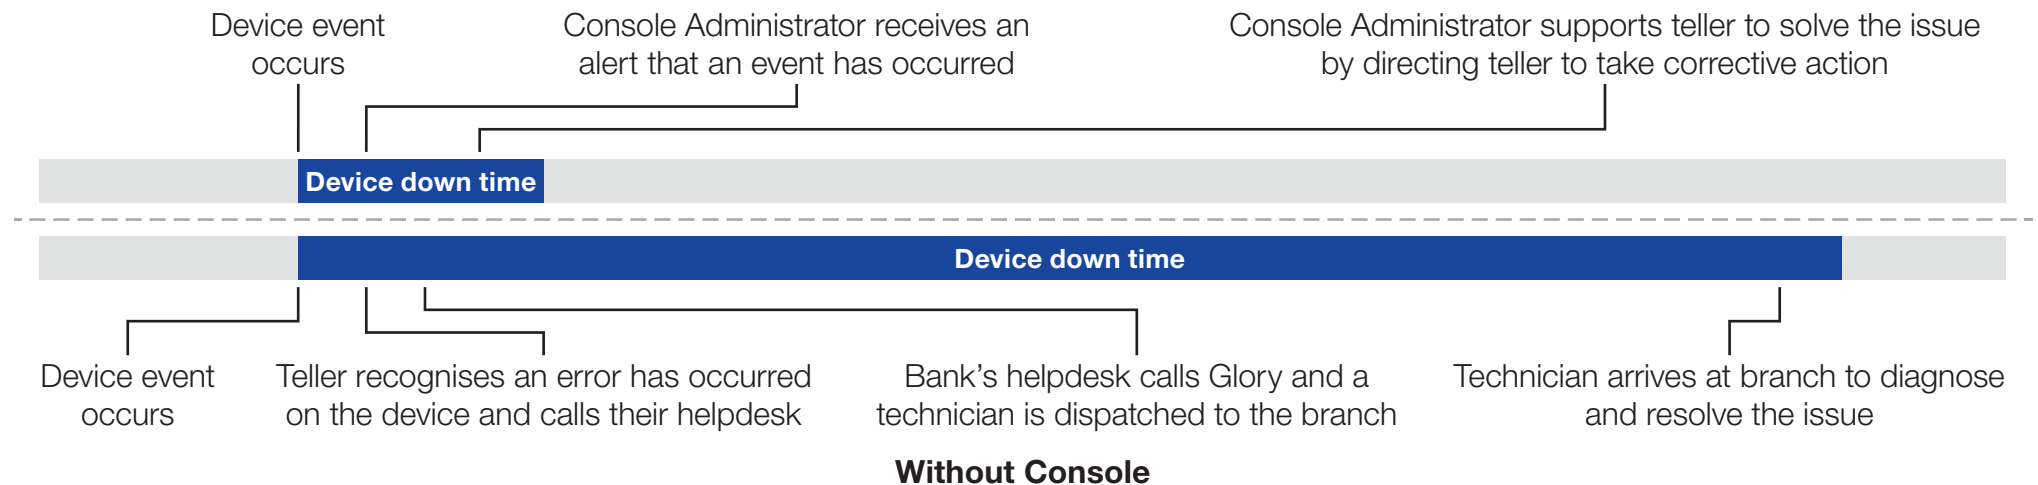 Device event
occurs
Console Administrator receives an
alert that an event has occurred
Console Administrator supports teller to solve the issue
by directing teller to take corrective action
Device down time
Device down time
Device event
occurs
Teller recognises an error has occurred
on the device and calls their helpdesk
Bank’s helpdesk calls Glory and a
technician is dispatched to the branch
Technician arrives at branch to diagnose
and resolve the issue
Without Console